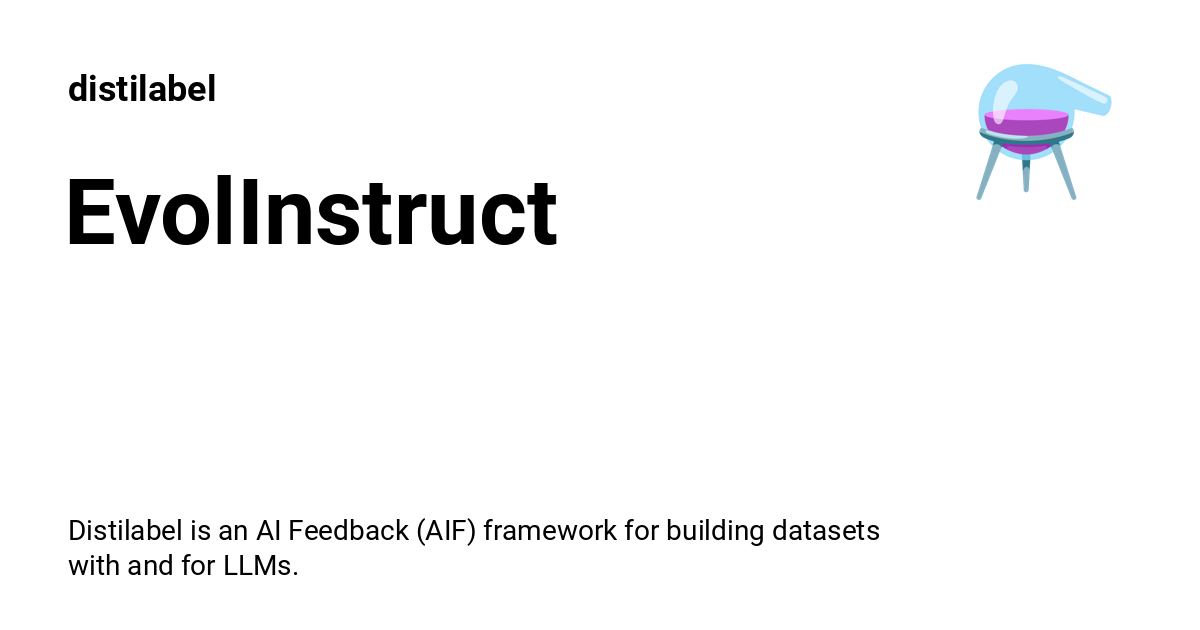 distilabel
EvolInstruct
Distilabel is an AI Feedback (AIF) framework for building datasets
with and for LLMs.